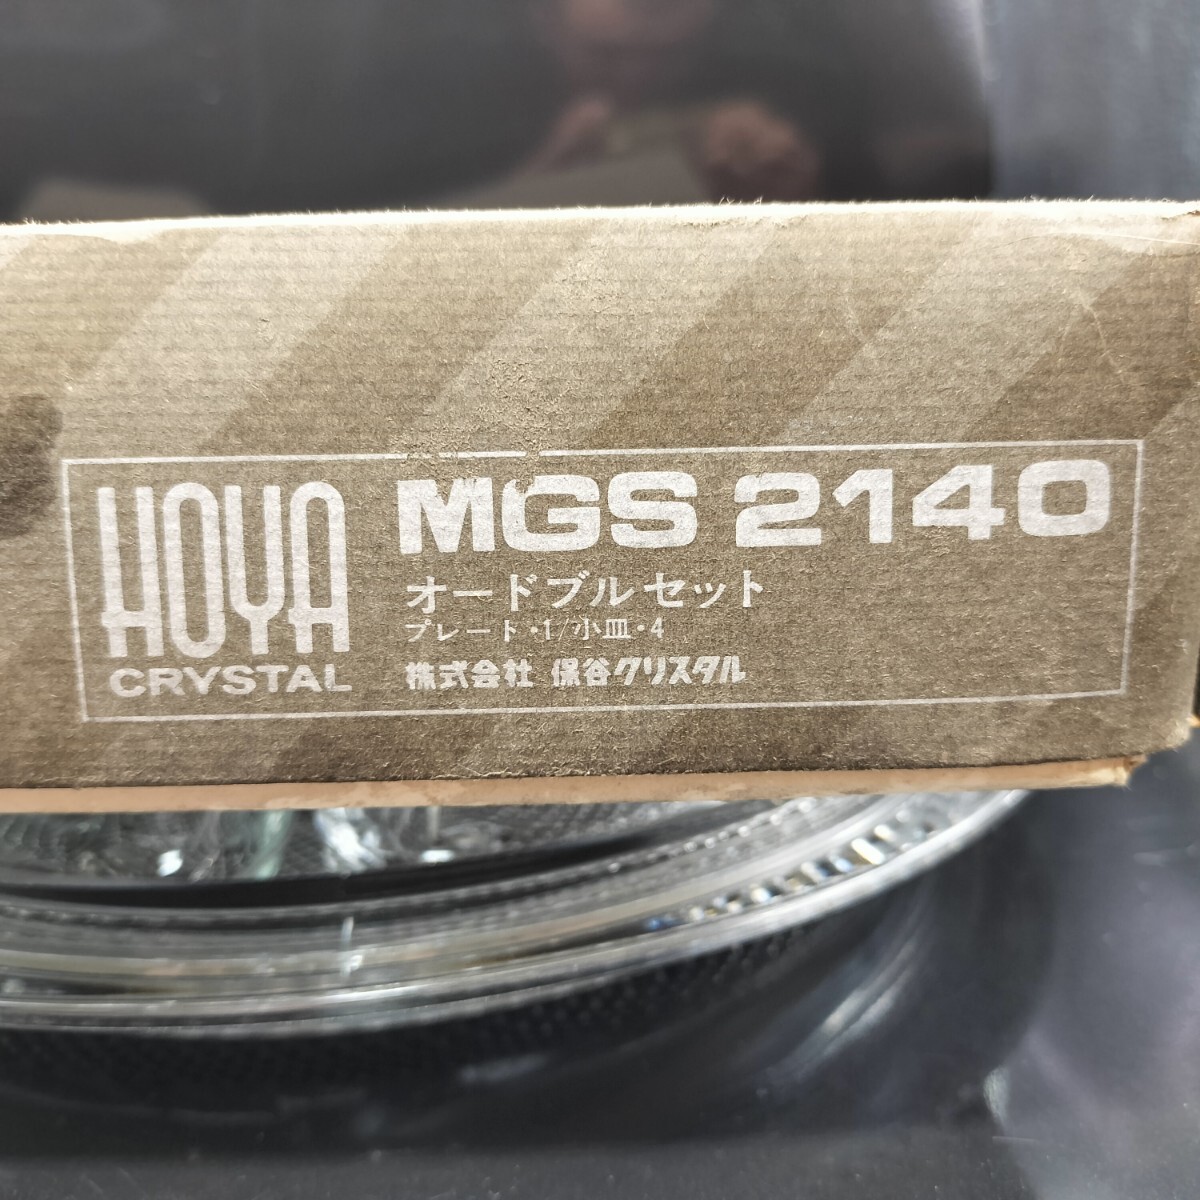 HOYA
CRYSTAL
MGS 2140
オードブルセット
プレート・1/小皿・4
株式会社 保谷クリスタル